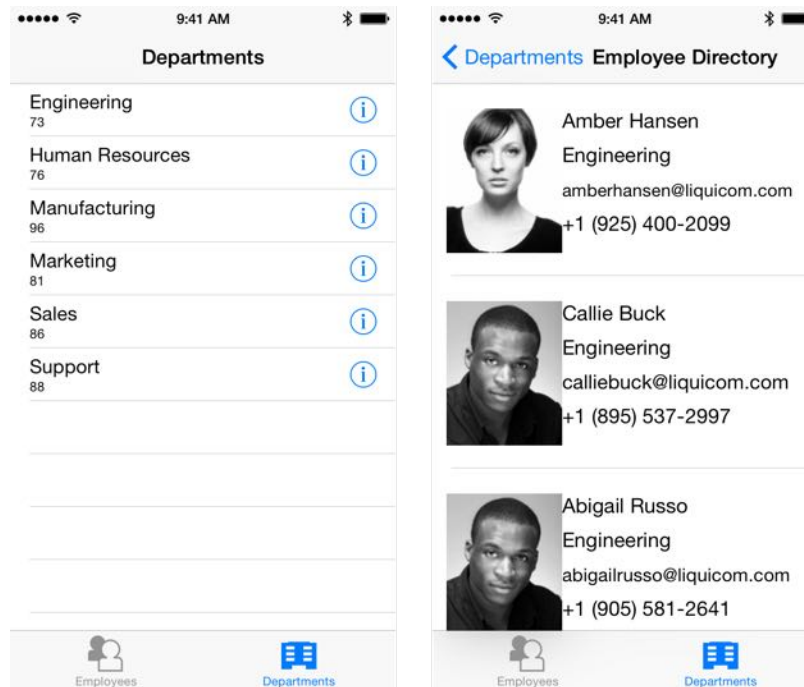 9:41 AM
Departments
Engineering
73
Human Resources
76
Manufacturing
96
Marketing
81
Sales
86
Support
88
Employees
Departments
9:41 AM
Departments Employee Directory
Amber Hansen
Engineering
amberhansen@liquicom.com
+1 (925) 400-2099
Callie Buck
Engineering
calliebuck@liquicom.com
+1 (895) 537-2997
Abigail Russo
Engineering
abigailrusso@liquicom.com
+1 (905) 581-2641
Employees
Departments